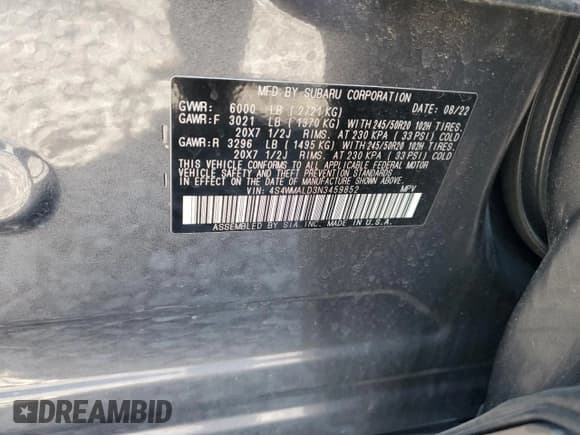 MFD BY SUBARU CORPORATION
GVWR: 6000 LB (2721 KG) DATE: 08/22
GAWR:F 3021 LB (1370 KG) WITH 245/50R20 102H TIRES.
20X7 1/2J RIMS. AT 230 KPA (33 PSI) COLD
GAWR:R 3296 LB (1495 KG) WITH 245/50R20 102H TIRES.
20X7 1/2J RIMS. AT 230 KPA (33 PSI) COLD
THIS VEHICLE CONFORMS TO ALL APPLICABLE FEDERAL MOTOR
VEHICLE SAFETY AND THEFT PREVENTION STANDARDS
IN EFFECT ON THE DATE OF MANUFACTURE SHOWN ABOVE.
VIN: 4S4WMALD3N3459852 MPV
ASSEMBLED BY SIA INC. MADE IN U.S.A.
DREAMBID